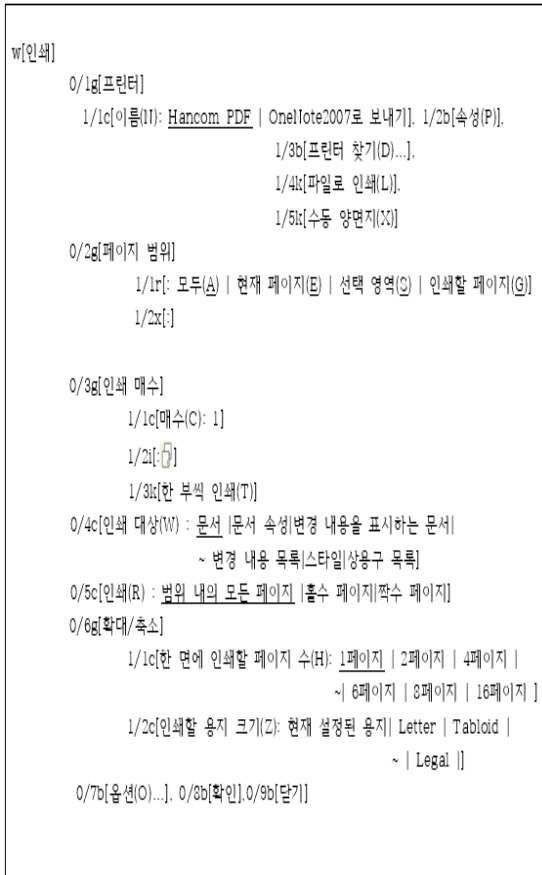 w[인쇄]
0/1g[프린터]
1/1c[이름(N): Hancom PDF | OneNote2007로 보내기], 1/2b[속성(P)],
1/3b[프린터 찾기(D)...],
1/4k[파일로 인쇄(L)],
1/5k[수동 양면지(X)]
0/2g[페이지 범위]
1/1r[: 모두(A) | 현재 페이지(E) | 선택 영역(S) | 인쇄할 페이지(G)]
1/2x[:]
0/3g[인쇄 매수]
1/1c[매수(C): 1]
1/2i[:]
1/3k[한 부씩 인쇄(T)]
0/4c[인쇄 대상(W) : 문서 |문서 속성|변경 내용을 표시하는 문서|
~ 변경 내용 목록|스타일|상용구 목록]
0/5c[인쇄(R) : 범위 내의 모든 페이지 |홀수 페이지|짝수 페이지]
0/6g[확대/축소]
1/1c[한 면에 인쇄할 페이지 수(H): 1페이지 | 2페이지 | 4페이지 |
~| 6페이지 | 8페이지 | 16페이지 ]
1/2c[인쇄할 용지 크기(Z): 현재 설정된 용지| Letter | Tabloid |
~ | Legal |]
0/7b[옵션(O)...], 0/8b[확인],0/9b[닫기]